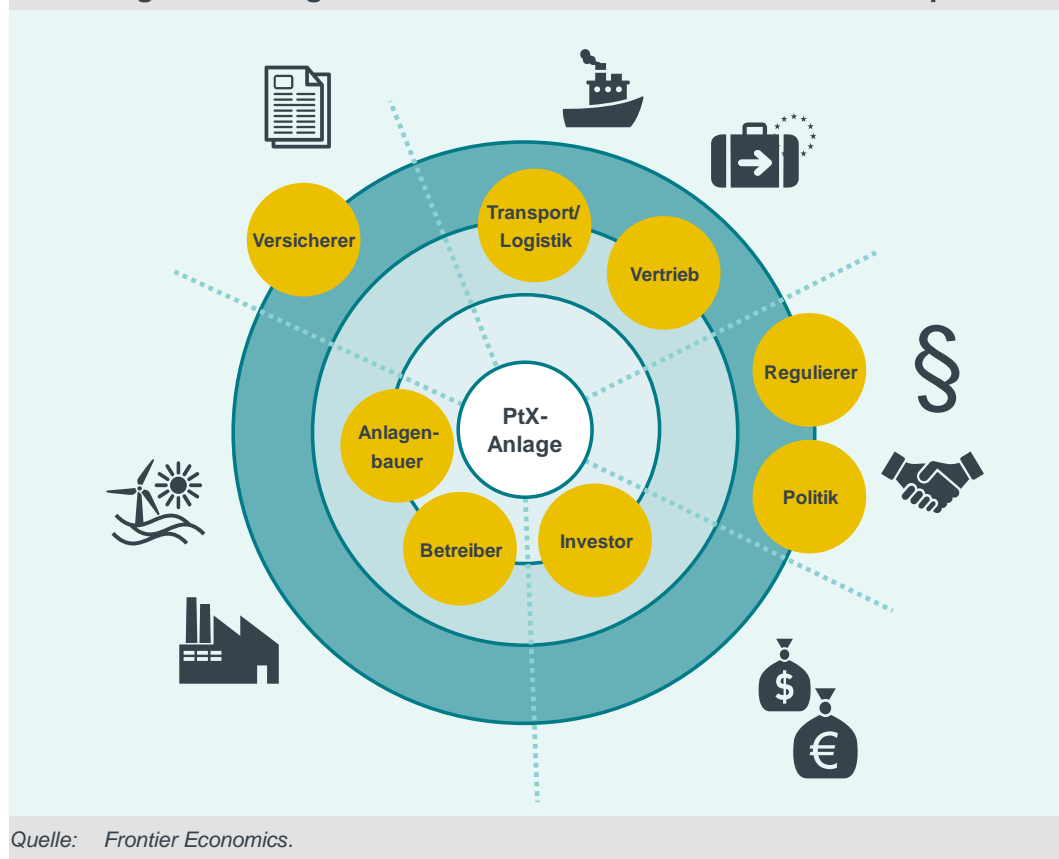 Versicherer
Transport/
Logistik
Vertrieb
Regulierer
PtX-
Anlage
Anlagen-
bauer
Politik
Betreiber
Investor
§
$
€
Quelle: Frontier Economics.